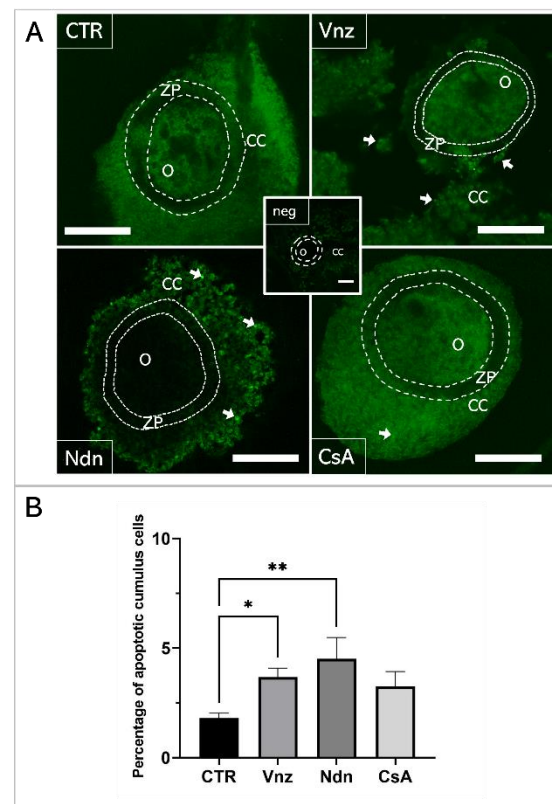 A
CTR
ZP
CC
O
Vnz
O
ZP
CC
neg
O
CC
CC
O
ZP
Ndn
O
ZP
CC
CsA
B
Percentage of apoptotic cumulus cells
10
5
0
**
*
CTR Vnz Ndn CsA